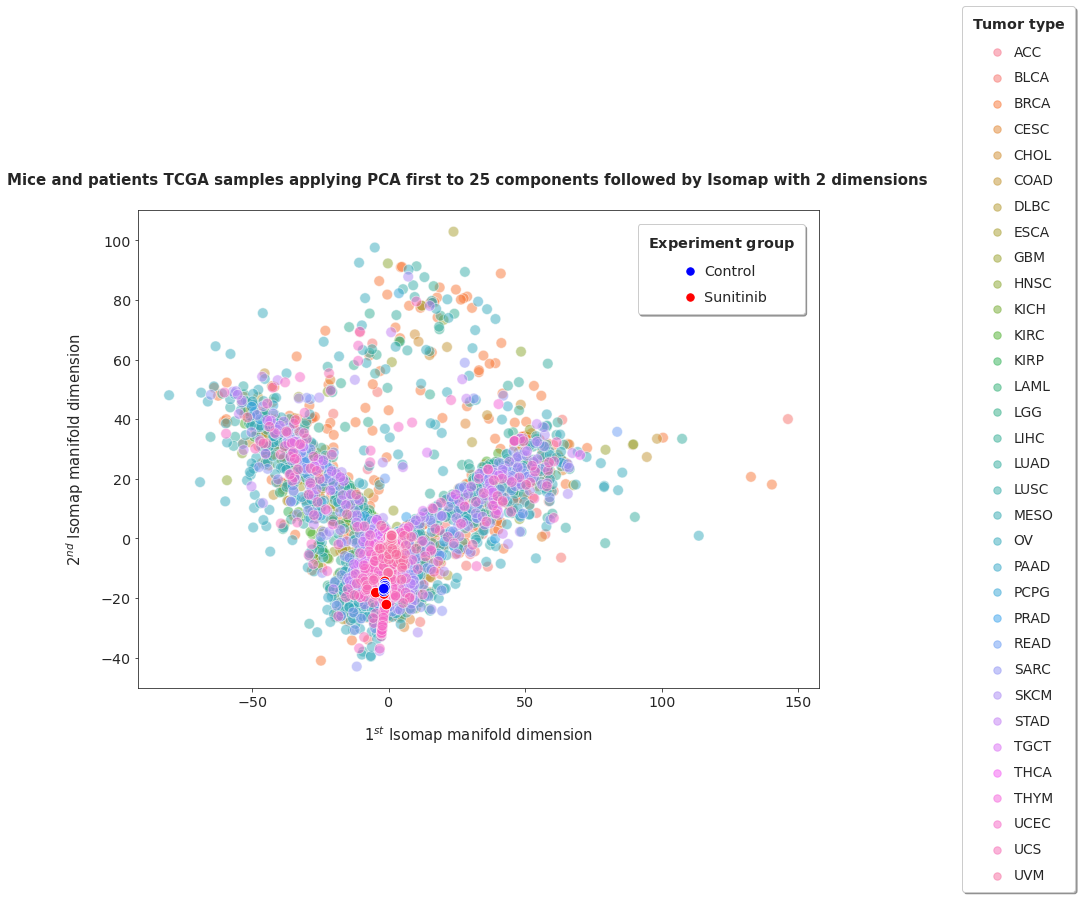 Mice and patients TCGA samples applying PCA first to 25 components followed by Isomap with 2 dimensions
Experiment group
Control
Sunitinib
2nd Isomap manifold dimension
100
80
60
40
20
0
−20
−40
−50
0
50
100
150
1st Isomap manifold dimension
Tumor type
ACC
BLCA
BRCA
CESC
CHOL
COAD
DLBC
ESCA
GBM
HNSC
KICH
KIRC
KIRP
LAML
LGG
LIHC
LUAD
LUSC
MESO
OV
PAAD
PCPG
PRAD
READ
SARC
SKCM
STAD
TGCT
THCA
THYM
UCEC
UCS
UVM